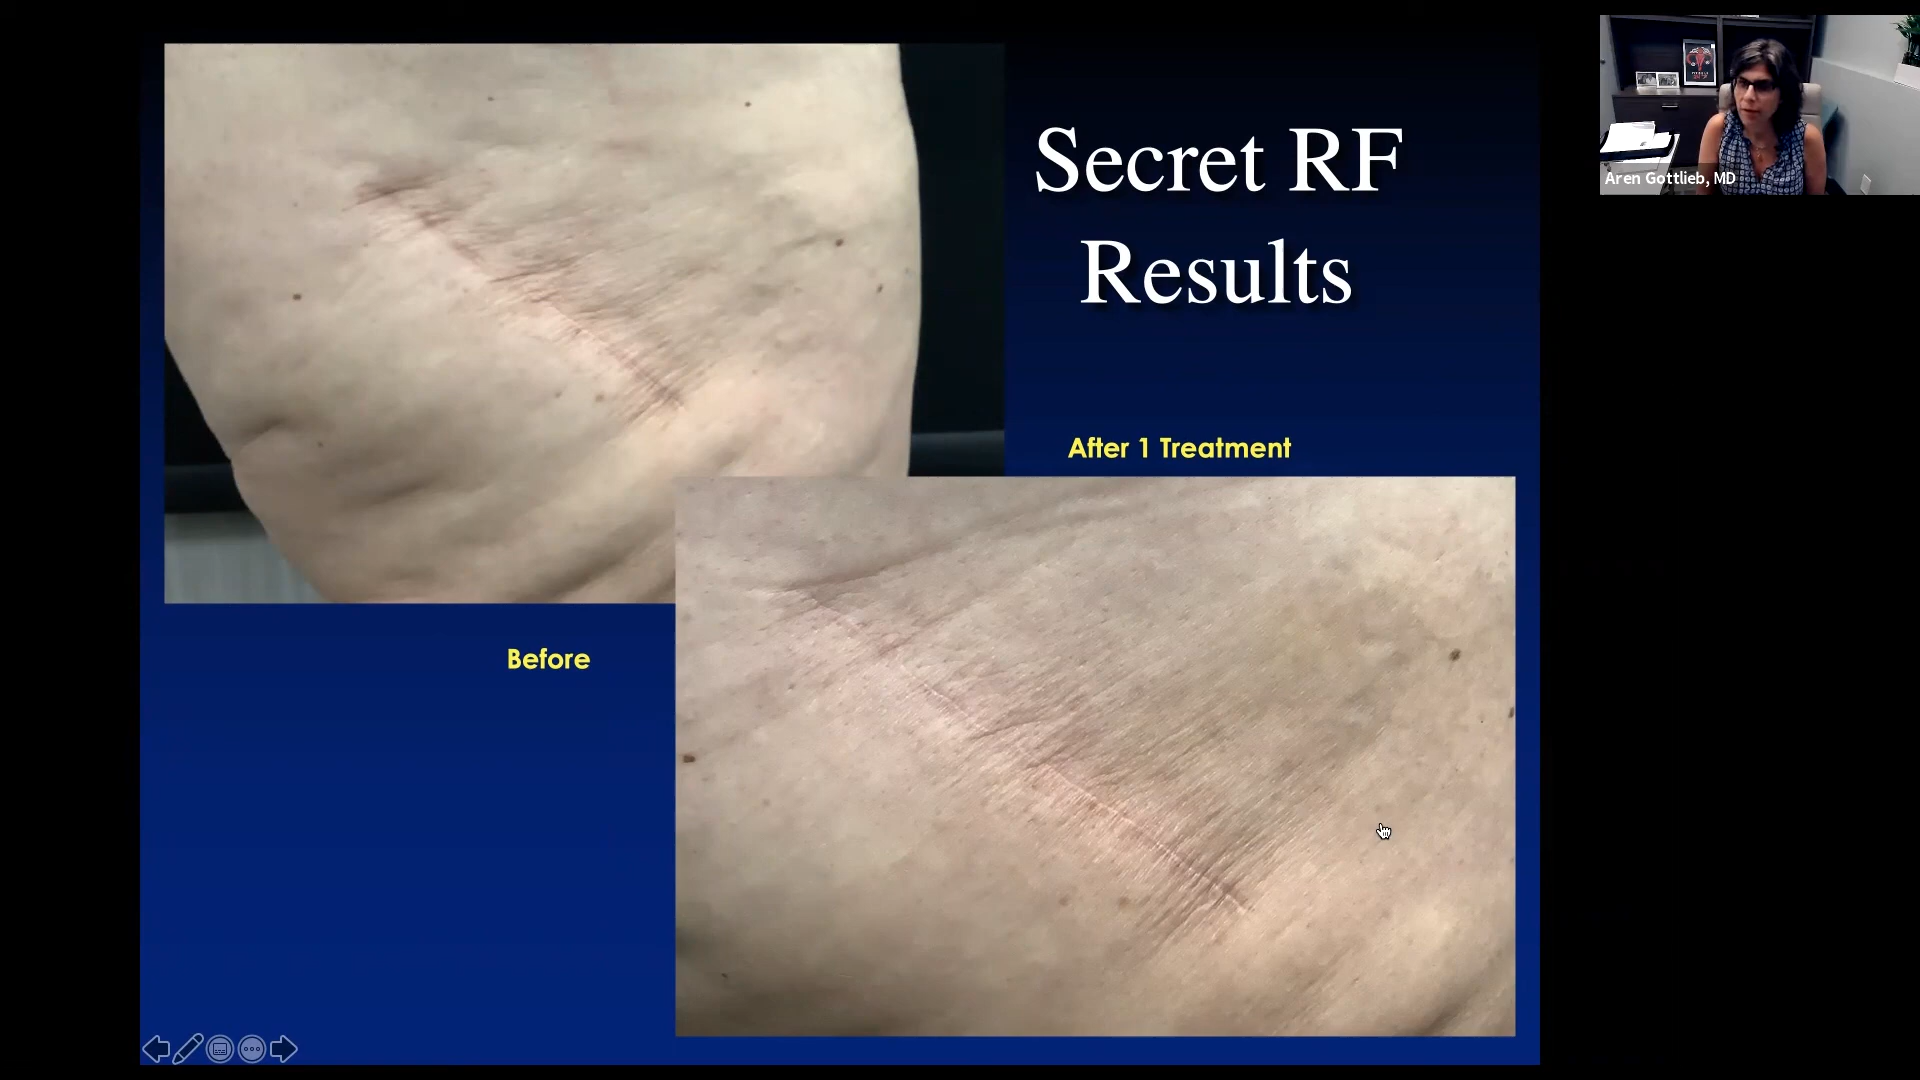 Secret RF
Results
After 1 Treatment
Before
Aren Gottlieb, MD